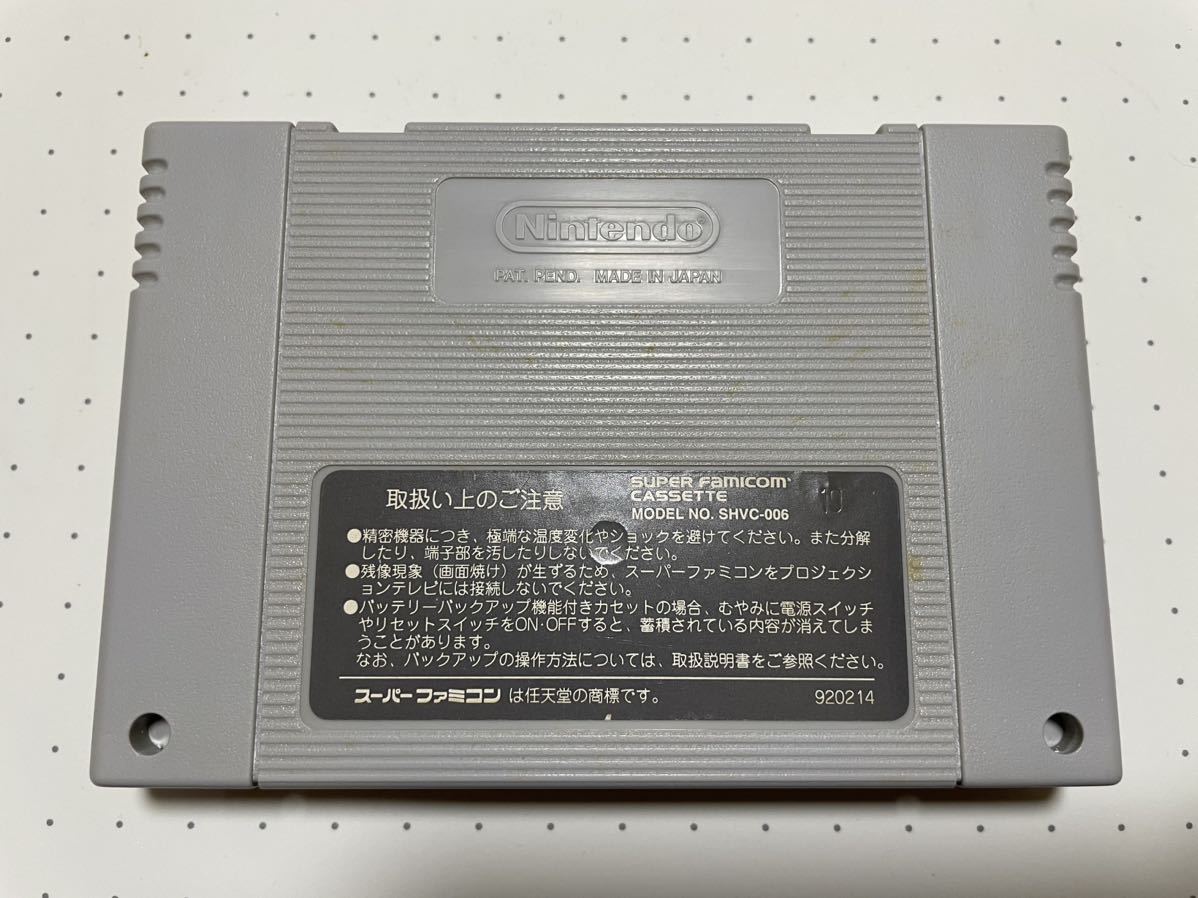 Nintendo®
PAT. PEND. MADE IN JAPAN
取扱い上のご注意
SUPER FAMICOM
CASSETTE
MODEL NO. SHVC-006
10
●精密機器につき、極端な温度変化やショックを避けてください。また分解
したり、端子部を汚したりしないでください。
●残像現象（画面焼け）が生ずるため、スーパーファミコンをプロジェクシ
ョンテレビには接続しないでください。
●バッテリーバックアップ機能付きカセットの場合、むやみに電源スイッチ
やリセットスイッチをON・OFFすると、蓄積されている内容が消えてしま
うことがあります。
なお、バックアップの操作方法については、取扱説明書をご参照ください。
スーパーファミコンは任天堂の商標です。
920214